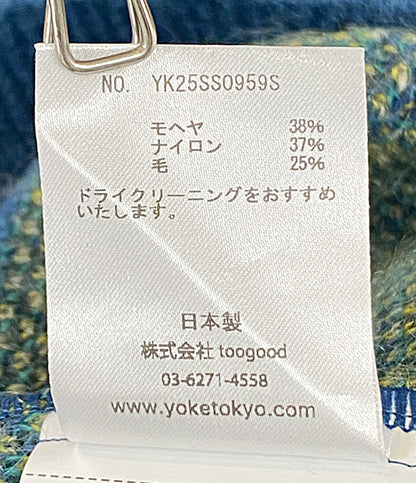 NO. YK25SS0959S
モヘヤ 38%
ナイロン 37%
毛 25%
ドライクリーニングをおすすめ
いたします。
日本製
株式会社 toogood
03-6271-4558
www.yoketokyo.com